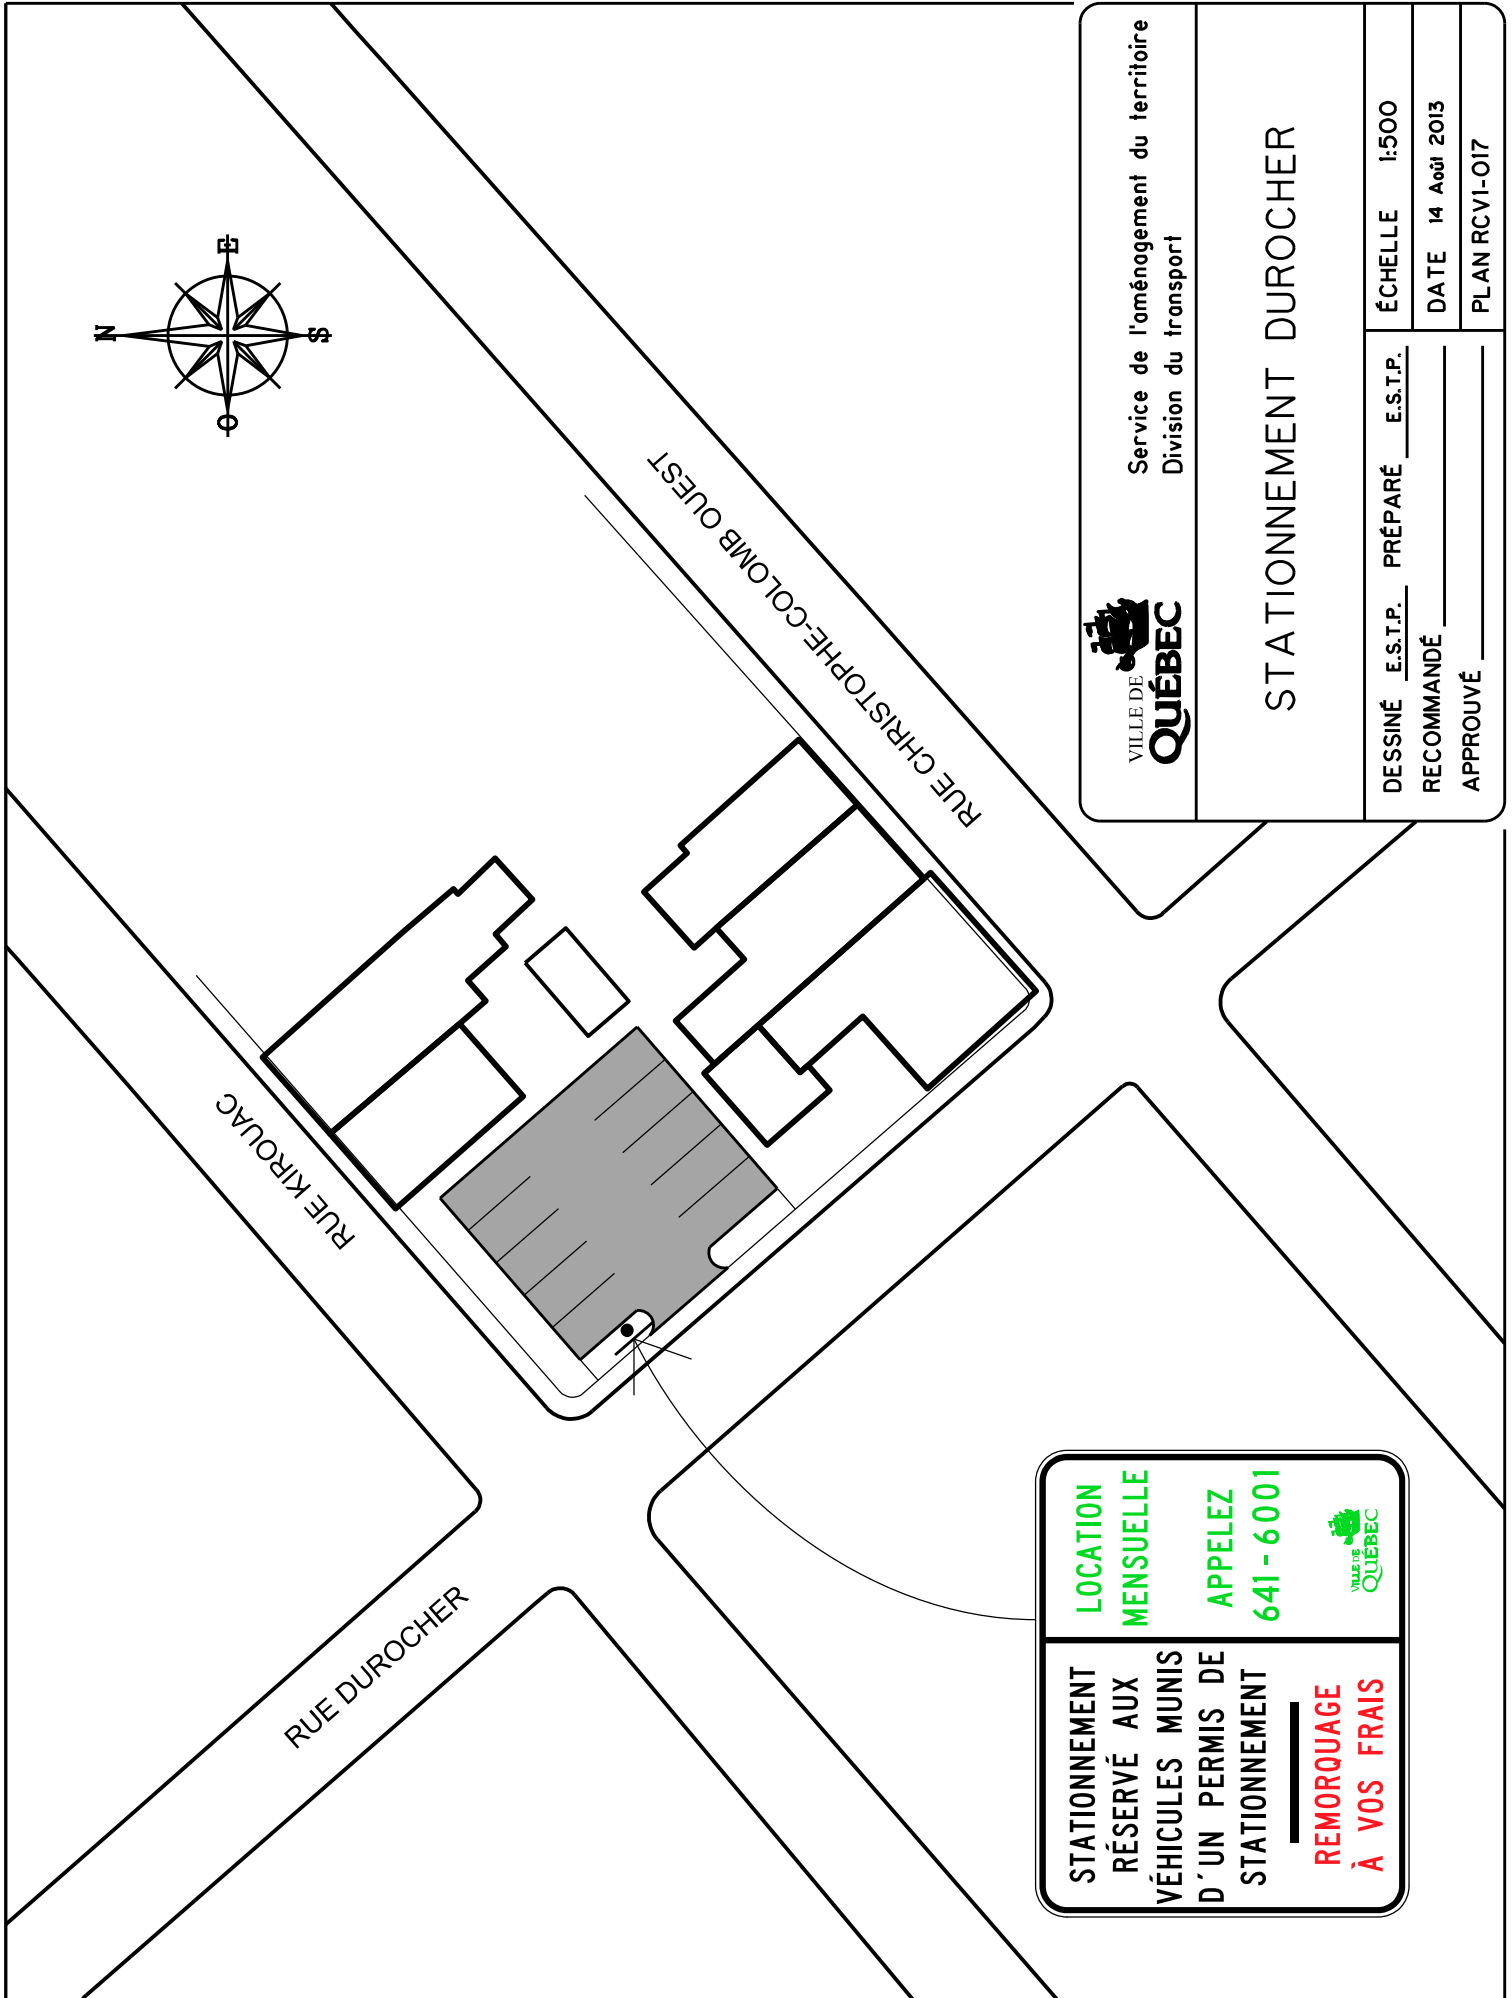 N
E
S
O
RUE CHRISTOPHE-COLOMB OUEST
RUE KIROUAC
RUE DUROCHER
STATIONNEMENT
RÉSERVÉ AUX
VÉHICULES MUNIS
D'UN PERMIS DE
STATIONNEMENT
REMORQUAGE
À VOS FRAIS
LOCATION
MENSUELLE
APPELEZ
641-6001
VILLE DE
QUÉBEC
VILLE DE
QUÉBEC
Service de l'aménagement du territoire
Division du transport
STATIONNEMENT DUROCHER
DESSINÉ E.S.T.P. PRÉPARÉ E.S.T.P.
RECOMMANDÉ
APPROUVÉ
ÉCHELLE 1:500
DATE 14 Août 2013
PLAN RCV1-017